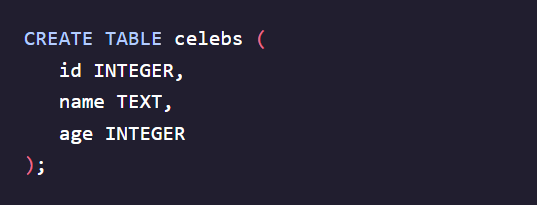 CREATE TABLE celebs (
   id INTEGER,
   name TEXT,
   age INTEGER
);